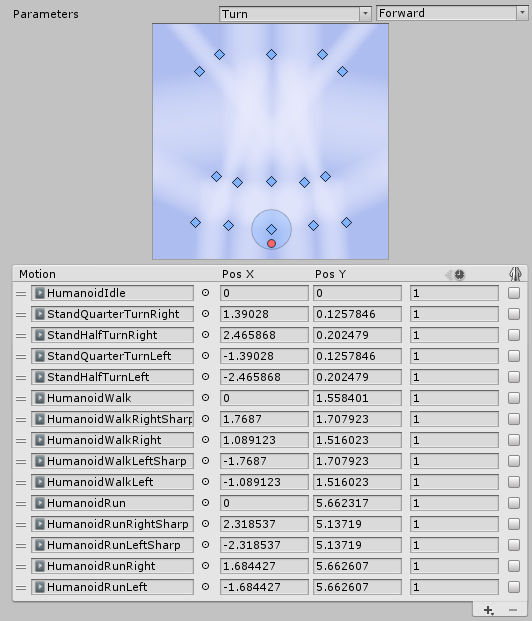 Parameters Turn Forward
Motion Pos X Pos Y
HumanoidIdle 0 0 1
StandQuarterTurnRight 1.39028 0.1257846 1
StandHalfTurnRight 2.465868 0.202479 1
StandQuarterTurnLeft -1.39028 0.1257846 1
StandHalfTurnLeft -2.465868 0.202479 1
HumanoidWalk 0 1.558401 1
HumanoidWalkRightSharp 1.7687 1.707923 1
HumanoidWalkRight 1.089123 1.516023 1
HumanoidWalkLeftSharp -1.7687 1.707923 1
HumanoidWalkLeft -1.089123 1.516023 1
HumanoidRun 0 5.662317 1
HumanoidRunRightSharp 2.318537 5.13719 1
HumanoidRunLeftSharp -2.318537 5.13719 1
HumanoidRunRight 1.684427 5.662607 1
HumanoidRunLeft -1.684427 5.662607 1